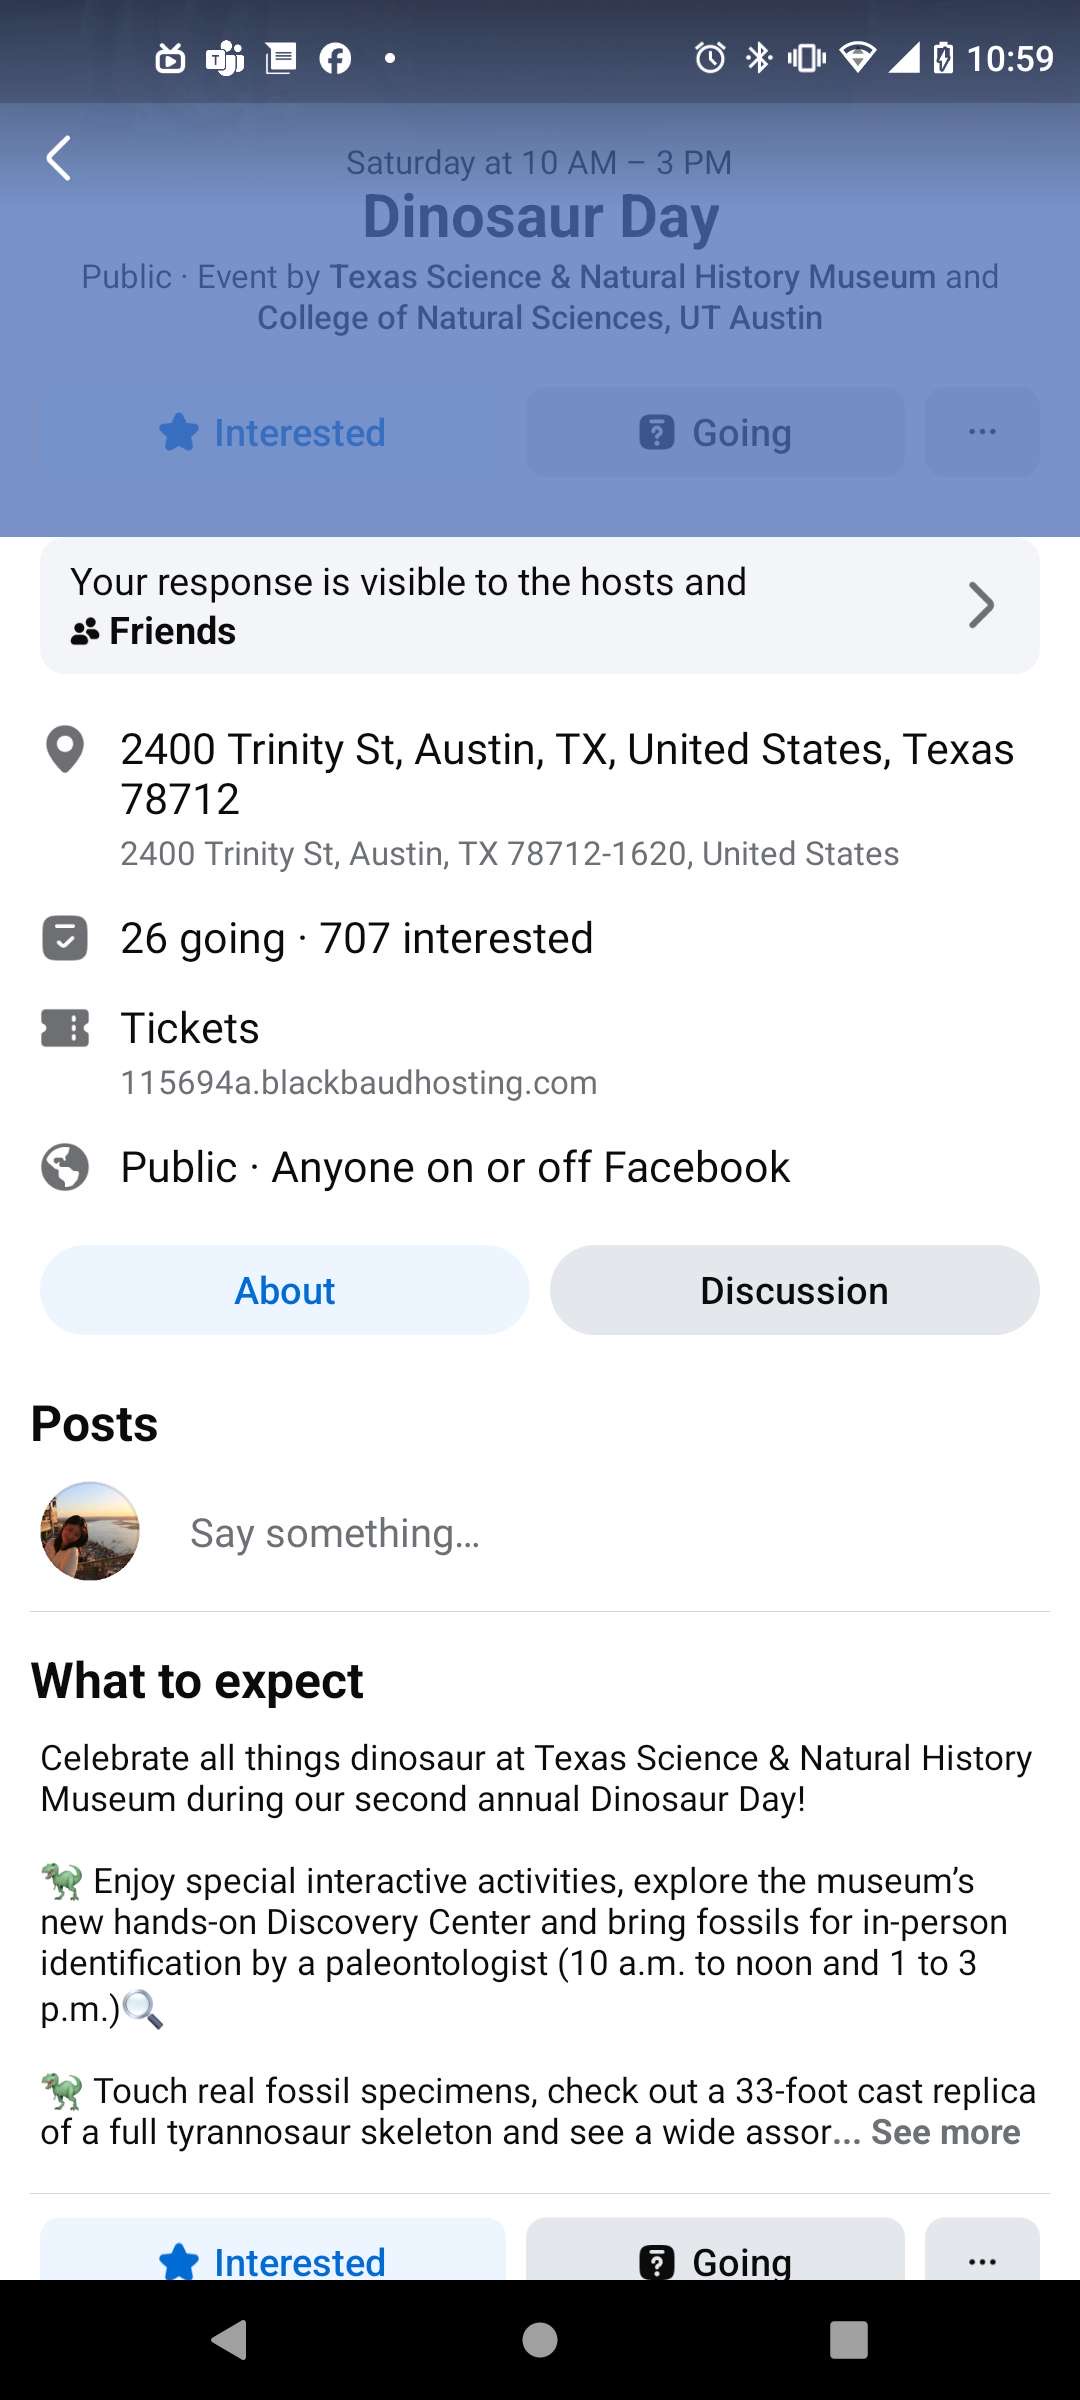 10:59
Saturday at 10 AM – 3 PM
Dinosaur Day
Public · Event by Texas Science & Natural History Museum and
College of Natural Sciences, UT Austin
Interested
Going
Your response is visible to the hosts and
Friends
2400 Trinity St, Austin, TX, United States, Texas
78712
2400 Trinity St, Austin, TX 78712-1620, United States
26 going · 707 interested
Tickets
115694a.blackbaudhosting.com
Public · Anyone on or off Facebook
About
Discussion
Posts
Say something...
What to expect
Celebrate all things dinosaur at Texas Science & Natural History
Museum during our second annual Dinosaur Day!
🦖 Enjoy special interactive activities, explore the museum’s
new hands-on Discovery Center and bring fossils for in-person
identification by a paleontologist (10 a.m. to noon and 1 to 3
p.m.)🔍
🦖 Touch real fossil specimens, check out a 33-foot cast replica
of a full tyrannosaur skeleton and see a wide assor... See more
Interested
Going